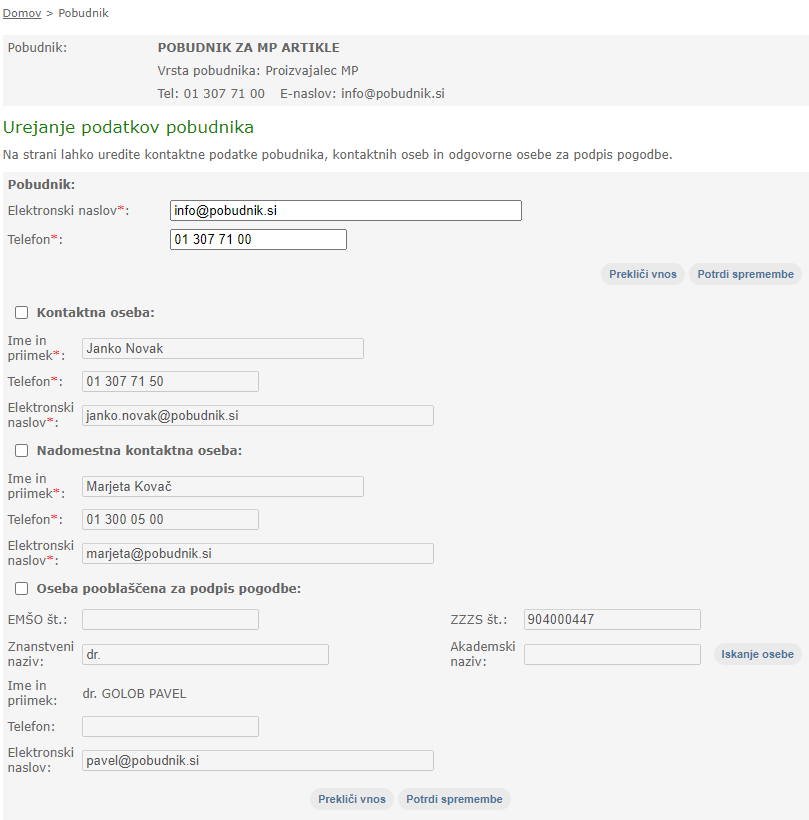 Domov > Pobudnik
Pobudnik: POBUDNIK ZA MP ARTIKLE
Vrsta pobudnika: Proizvajalec MP
Tel: 01 307 71 00 E-naslov: info@pobudnik.si
Urejanje podatkov pobudnika
Na strani lahko uredite kontaktne podatke pobudnika, kontaktnih oseb in odgovorne osebe za podpis pogodbe.
Pobudnik:
Elektronski naslov*: info@pobudnik.si
Telefon*: 01 307 71 00
Prekliči vnos Potrdi spremembe
Kontaktna oseba:
Ime in
priimek*: Janko Novak
Telefon*: 01 307 71 50
Elektronski
naslov*: janko.novak@pobudnik.si
Nadomestna kontaktna oseba:
Ime in
priimek*: Marjeta Kovač
Telefon*: 01 300 05 00
Elektronski
naslov*: marjeta@pobudnik.si
Oseba pooblaščena za podpis pogodbe:
EMŠO št.: ZZZS št.: 904000447
Znanstveni
naziv: dr.
Akademski
naziv: Iskanje osebe
Ime in
priimek: dr. GOLOB PAVEL
Telefon:
Elektronski
naslov: pavel@pobudnik.si
Prekliči vnos Potrdi spremembe